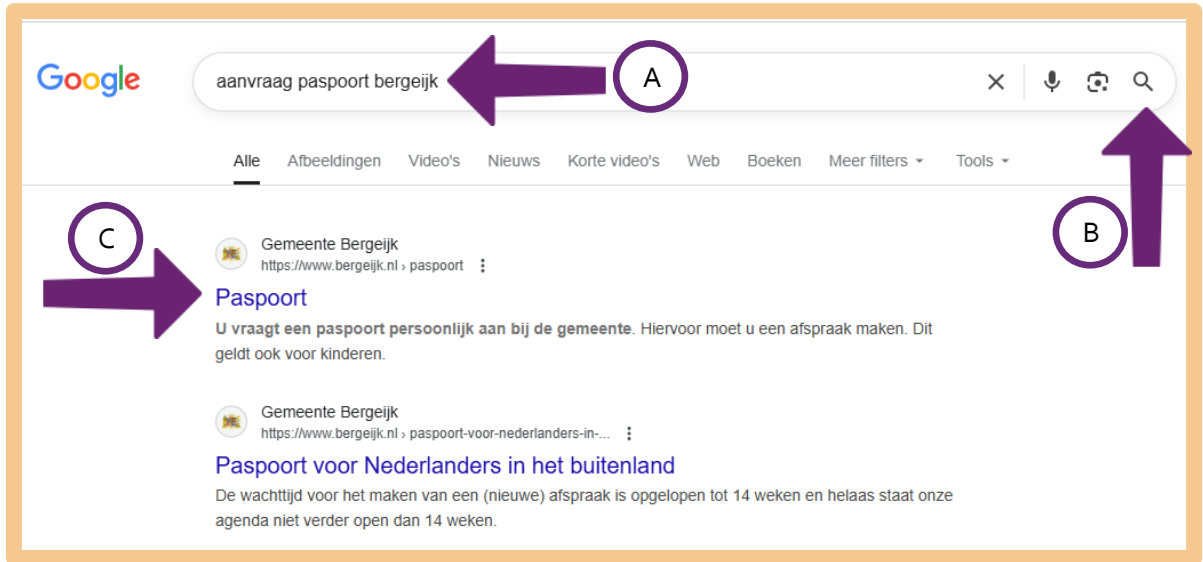 Google
aanvraag paspoort bergeijk
A
Alle Afbeeldingen Video's Nieuws Korte video's Web Boeken Meer filters Tools
B
C
Gemeente Bergeijk
https://www.bergeijk.nl › paspoort
Paspoort
U vraagt een paspoort persoonlijk aan bij de gemeente. Hiervoor moet u een afspraak maken. Dit
geldt ook voor kinderen.
Gemeente Bergeijk
https://www.bergeijk.nl › paspoort-voor-nederlanders-in-...
Paspoort voor Nederlanders in het buitenland
De wachttijd voor het maken van een (nieuwe) afspraak is opgelopen tot 14 weken en helaas staat onze
agenda niet verder open dan 14 weken.